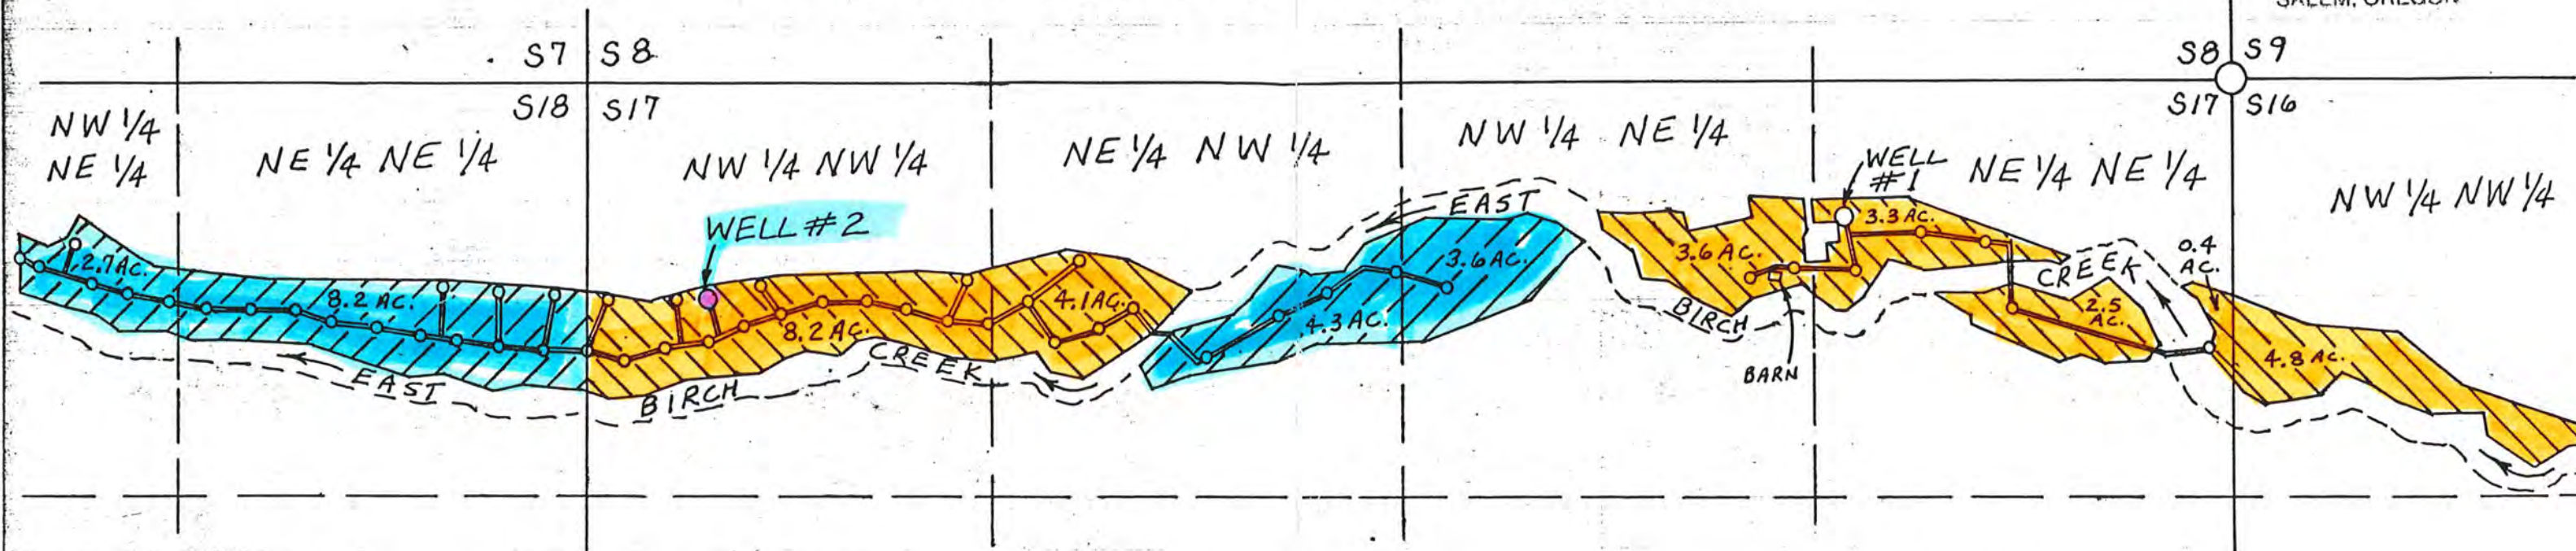 SALEM, OREGON
S7 S8
S8 S9
S18 S17
S17 S16
NW 1/4
NE 1/4
NE 1/4 NE 1/4
NW 1/4 NW 1/4
NE 1/4 NW 1/4
NW 1/4 NE 1/4
WELL
#1
NE 1/4 NE 1/4
NW 1/4 NW 1/4
WELL #2
EAST
3.3 AC.
0.4
AC.
2.7 AC.
8.2 AC.
8.2 AC.
4.1 AC.
4.3 AC.
3.6 AC.
3.6 AC.
CREEK
2.5
AC.
4.8 AC.
BIRCH
BARN
EAST
BIRCH
CREEK